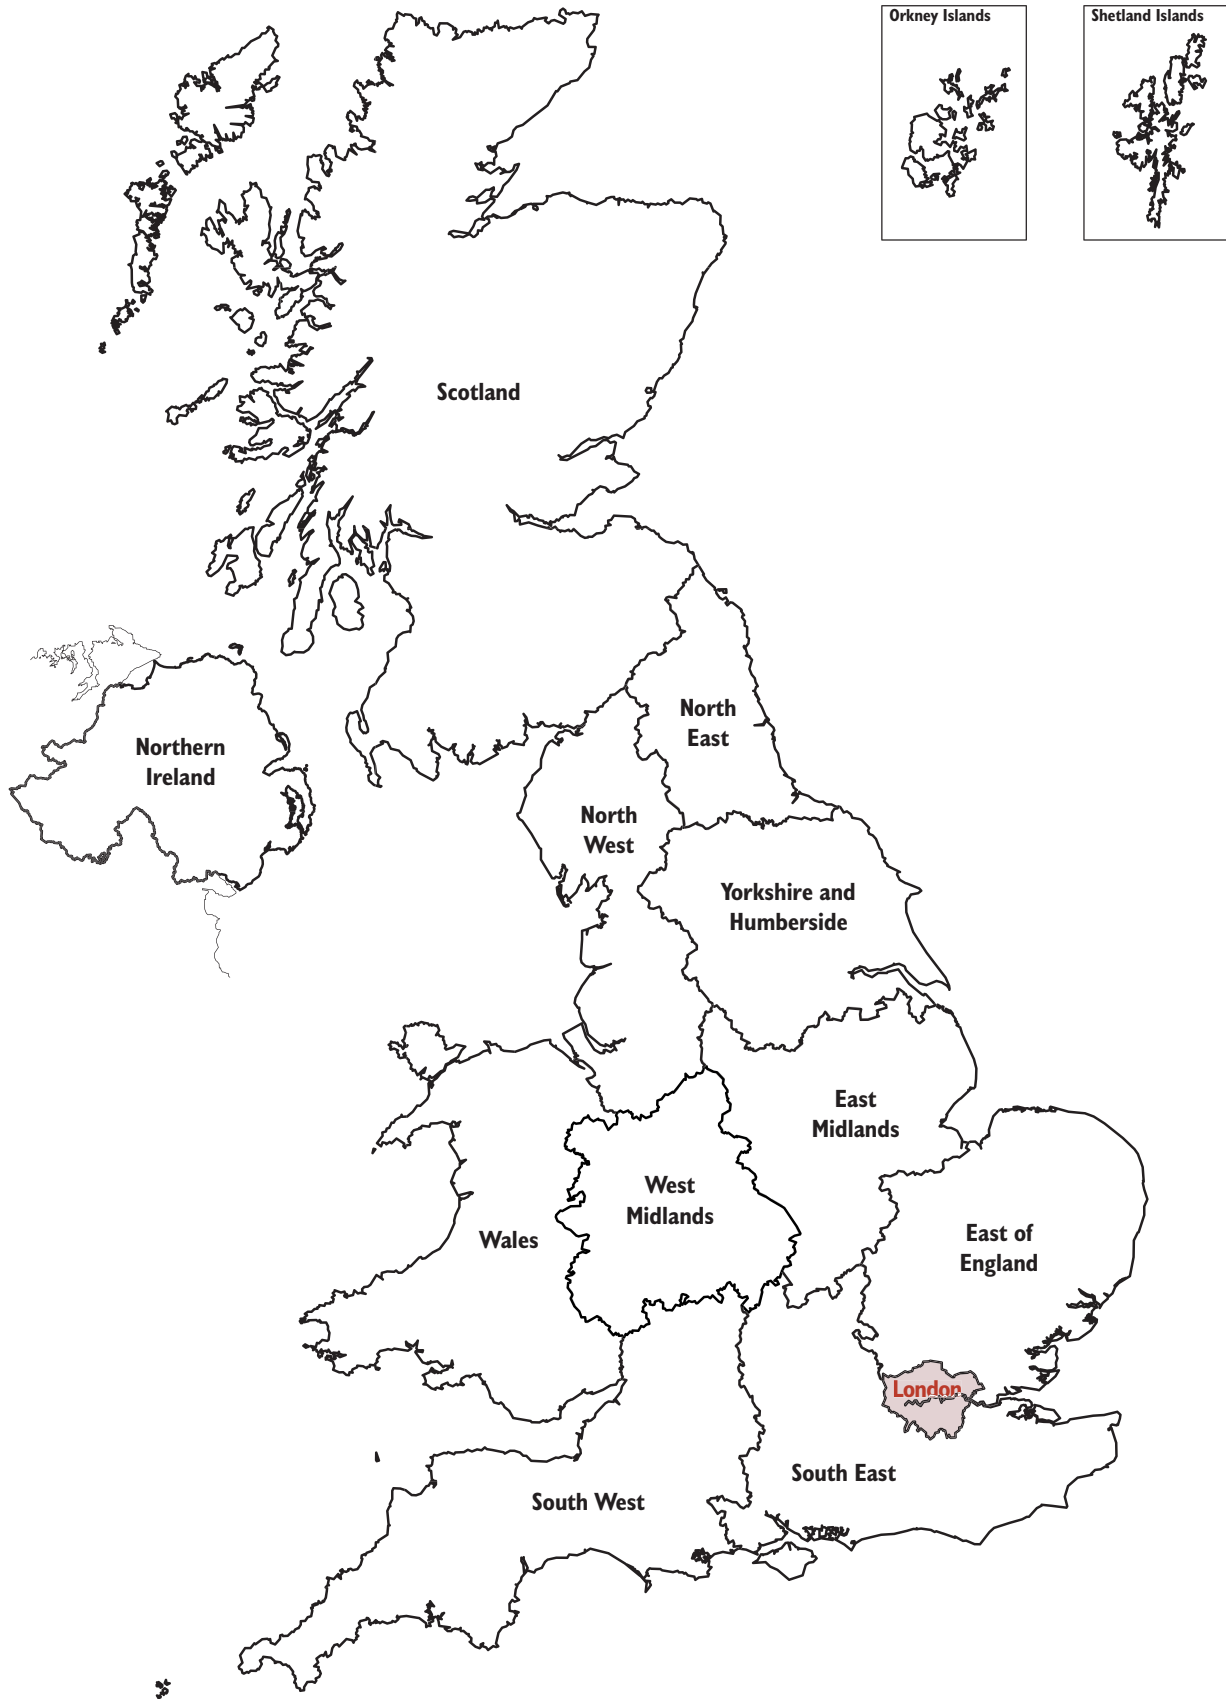 Orkney Islands
Shetland Islands
Scotland
North
East
Northern
Ireland
North
West
Yorkshire and
Humberside
East
Midlands
West
Midlands
Wales
East of
England
London
South East
South West